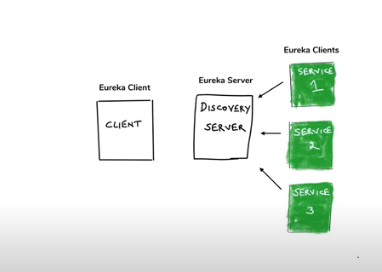 Eureka Clients
SERVICE
1
Eureka Client
Eureka Server
CLIENT
DISCOVERY
SERVER
SERVICE
2
SERVICE
3